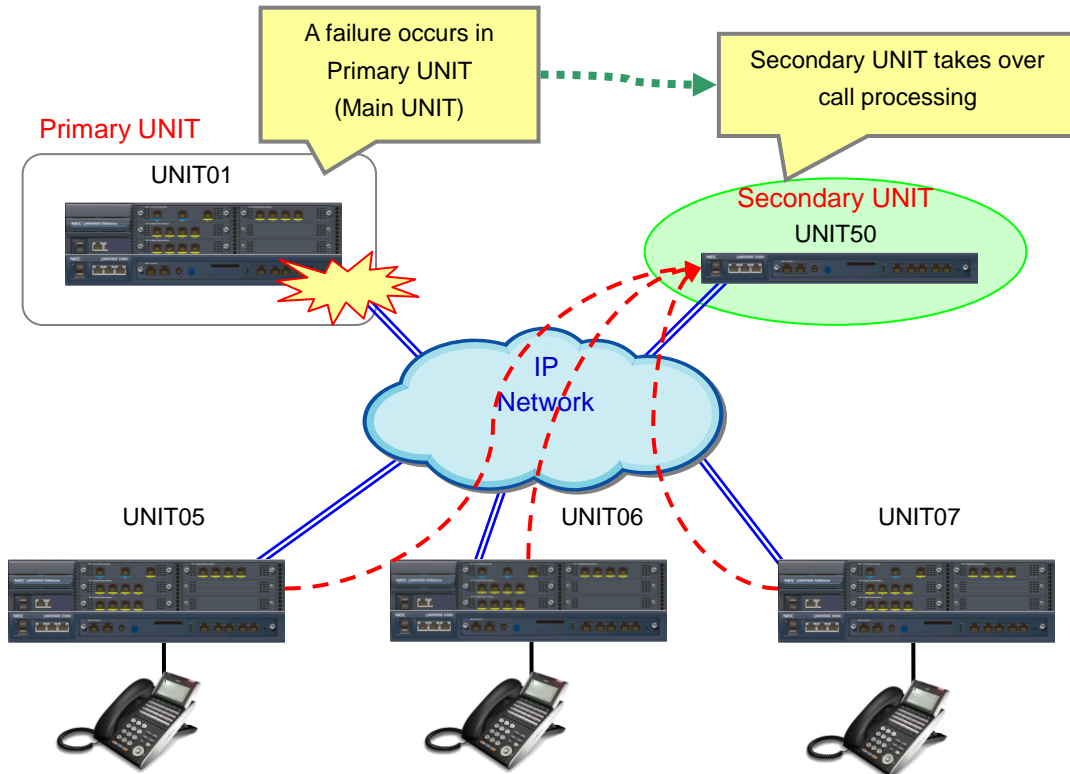 A failure occurs in
Primary UNIT
(Main UNIT)
Secondary UNIT takes over
call processing
Primary UNIT
UNIT01
Secondary UNIT
UNIT50
IP
Network
UNIT05
UNIT06
UNIT07